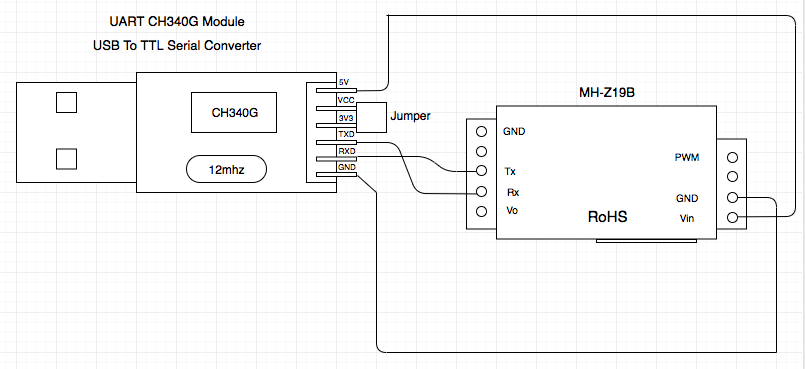 UART CH340G Module
USB To TTL Serial Converter
5V
VCC
3V3
TXD
RXD
GND
CH340G
12mhz
Jumper
MH-Z19B
GND
Tx
Rx
Vo
PWM
GND
Vin
RoHS